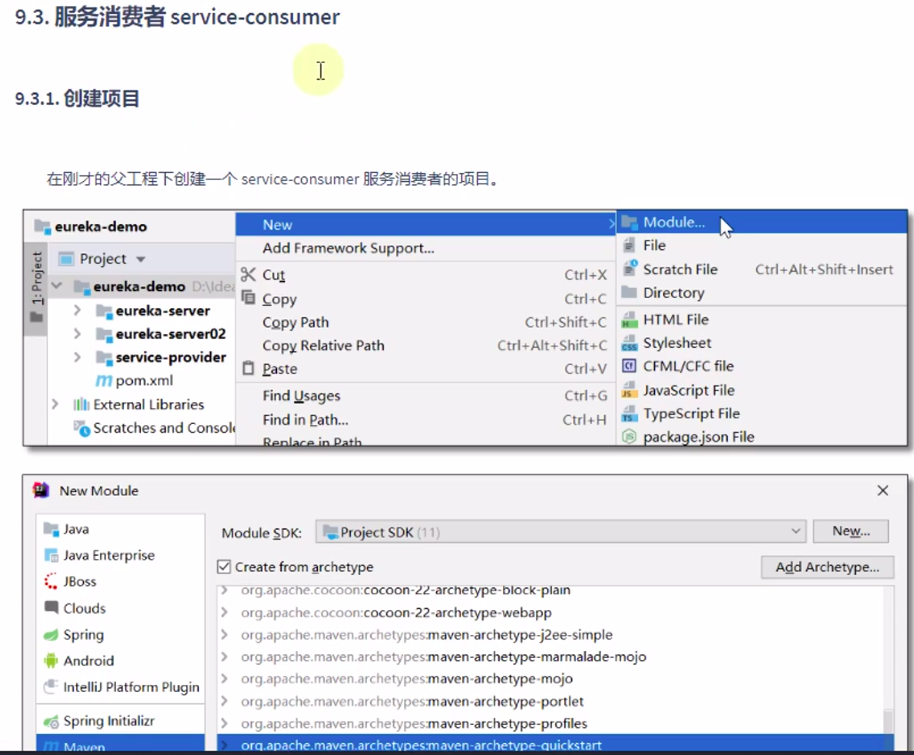 9.3. 服务消费者 service-consumer
9.3.1. 创建项目
在刚才的父工程下创建一个 service-consumer 服务消费者的项目。
eureka-demo
1: Project
Project
eureka-demo D:\Idea
eureka-server
eureka-server02
service-provider
pom.xml
External Libraries
Scratches and Console
New
Add Framework Support...
Cut Ctrl+X
Copy Ctrl+C
Copy Path Ctrl+Shift+C
Copy Relative Path Ctrl+Alt+Shift+C
Paste Ctrl+V
Find Usages Ctrl+G
Find in Path... Ctrl+H
Replace in Path
Module...
File
Scratch File Ctrl+Alt+Shift+Insert
Directory
HTML File
Stylesheet
CFML/CFC file
JavaScript File
TypeScript File
package.json File
New Module
Java
Java Enterprise
JBoss
Clouds
Spring
Android
IntelliJ Platform Plugin
Spring Initializr
Maven
Module SDK: Project SDK (11) New...
Create from archetype Add Archetype...
org.apache.cocoon:cocoon-22-archetype-block-plain
org.apache.cocoon:cocoon-22-archetype-webapp
org.apache.maven.archetypes:maven-archetype-j2ee-simple
org.apache.maven.archetypes:maven-archetype-marmalade-mojo
org.apache.maven.archetypes:maven-archetype-mojo
org.apache.maven.archetypes:maven-archetype-portlet
org.apache.maven.archetypes:maven-archetype-profiles
org.apache.maven.archetypes:maven-archetype-quickstart